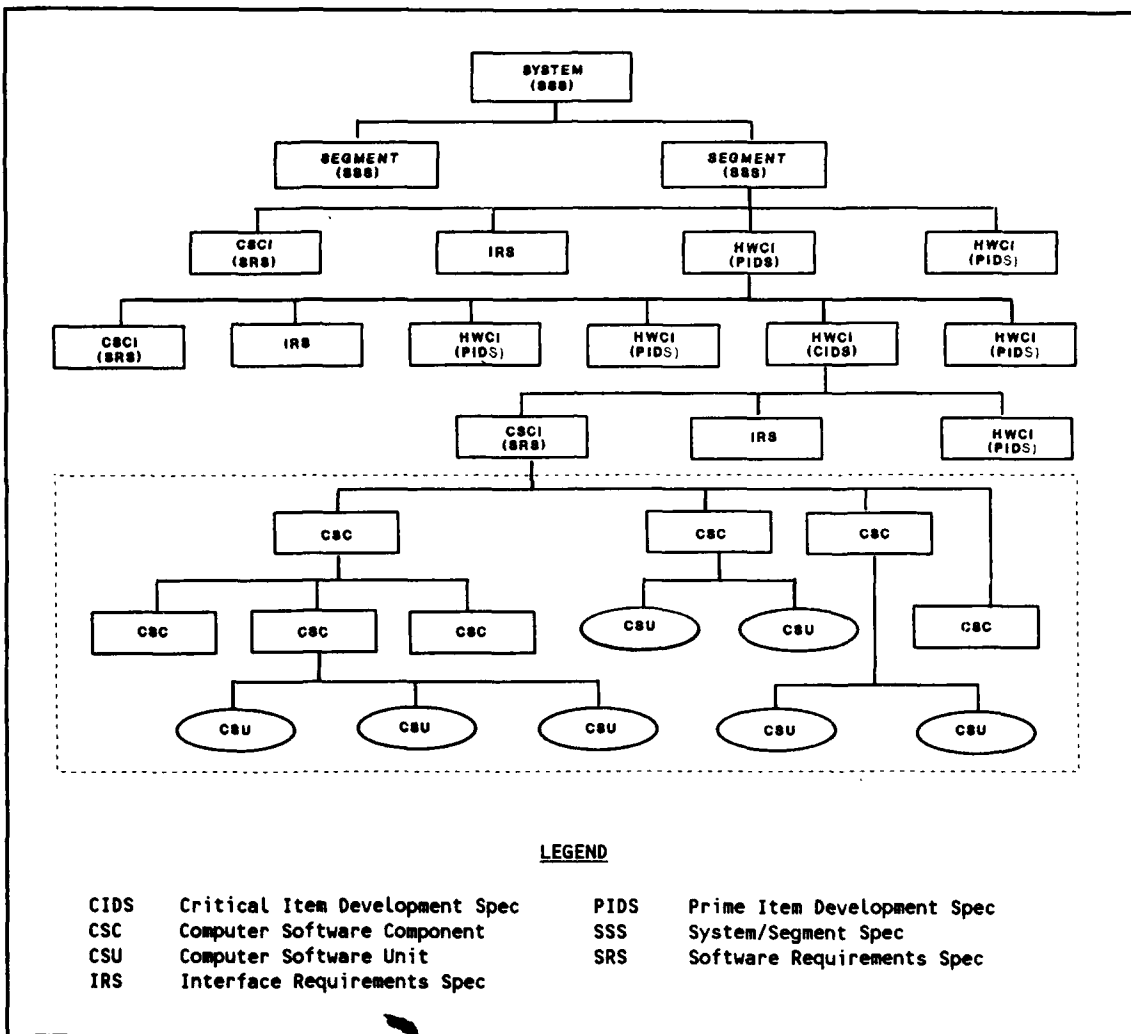 SYSTEM
(SSS)
SEGMENT
(SSS)
SEGMENT
(SSS)
CSCI
(SRS)
IRS
HWCI
(PIDS)
HWCI
(PIDS)
CSCI
(SRS)
IRS
HWCI
(PIDS)
HWCI
(PIDS)
HWCI
(CIDS)
HWCI
(PIDS)
CSCI
(SRS)
IRS
HWCI
(PIDS)
CSC
CSC
CSC
CSC
CSC
CSC
CSU
CSU
CSC
CSU
CSU
CSU
CSU
CSU
LEGEND
CIDS Critical Item Development Spec
CSC Computer Software Component
CSU Computer Software Unit
IRS Interface Requirements Spec
PIDS Prime Item Development Spec
SSS System/Segment Spec
SRS Software Requirements Spec